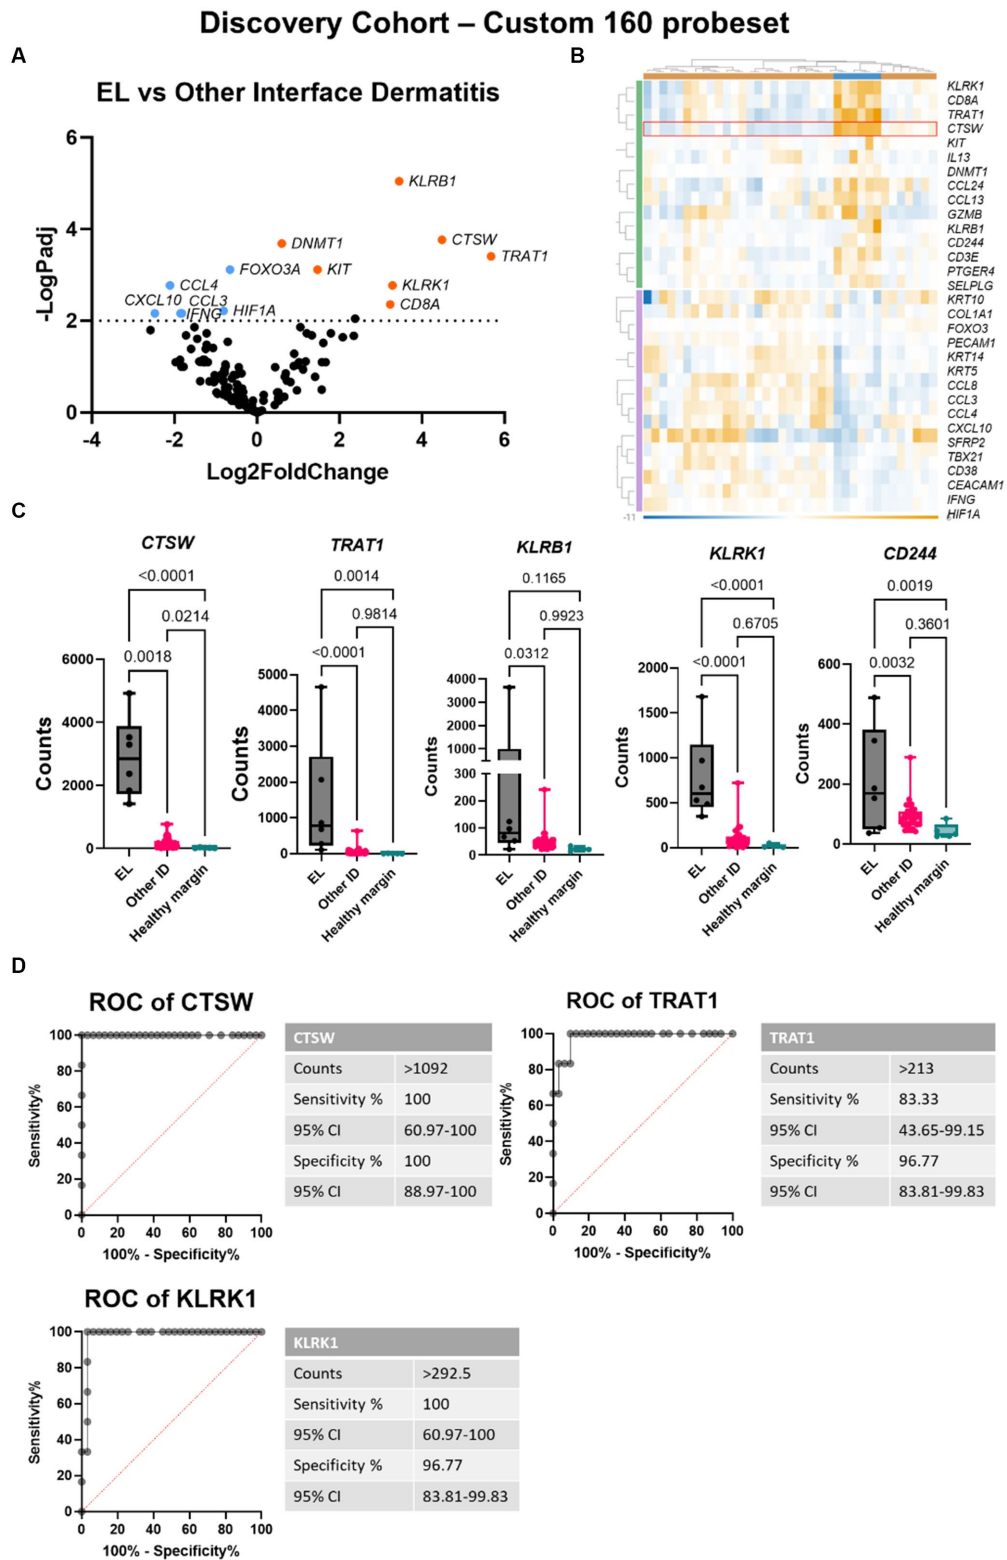 Discovery Cohort – Custom 160 probeset
A
EL vs Other Interface Dermatitis
6
4
2
0
-LogPadj
-4 -2 0 2 4 6
Log2FoldChange
KLRB1
CTSW
TRAT1
DNMT1
FOXO3A
KIT
KLRK1
CD8A
CCL4
CXCL10 CCL3
IFNG
HIF1A
B
KLRK1
CD8A
TRAT1
CTSW
KIT
IL13
DNMT1
CCL24
CCL13
GZMB
KLRB1
CD244
CD3E
PTGER4
SELPLG
KRT10
COL1A1
FOXO3
PECAM1
KRT14
KRT5
CCL8
CCL3
CCL4
CXCL10
SFRP2
TBX21
CD38
CEACAM1
IFNG
HIF1A
-11
C
CTSW
<0.0001
0.0214
0.0018
6000
4000
2000
0
Counts
EL
Other ID
Healthy margin
TRAT1
0.0014
0.9814
<0.0001
5000
4000
3000
2000
1000
0
Counts
EL
Other ID
Healthy margin
KLRB1
0.1165
0.9923
0.0312
4000
3000
2000
1000
300
200
100
0
Counts
EL
Other ID
Healthy margin
KLRK1
<0.0001
0.6705
<0.0001
2000
1500
1000
500
0
Counts
EL
Other ID
Healthy margin
CD244
0.0019
0.3601
0.0032
600
400
200
0
Counts
EL
Other ID
Healthy margin
D
ROC of CTSW
100
80
60
40
20
0
Sensitivity%
0 20 40 60 80 100
100% - Specificity%
CTSW
Counts >1092
Sensitivity % 100
95% CI 60.97-100
Specificity % 100
95% CI 88.97-100
ROC of TRAT1
100
80
60
40
20
0
Sensitivity%
0 20 40 60 80 100
100% - Specificity%
TRAT1
Counts >213
Sensitivity % 83.33
95% CI 43.65-99.15
Specificity % 96.77
95% CI 83.81-99.83
ROC of KLRK1
100
80
60
40
20
0
Sensitivity%
0 20 40 60 80 100
100% - Specificity%
KLRK1
Counts >292.5
Sensitivity % 100
95% CI 60.97-100
Specificity % 96.77
95% CI 83.81-99.83